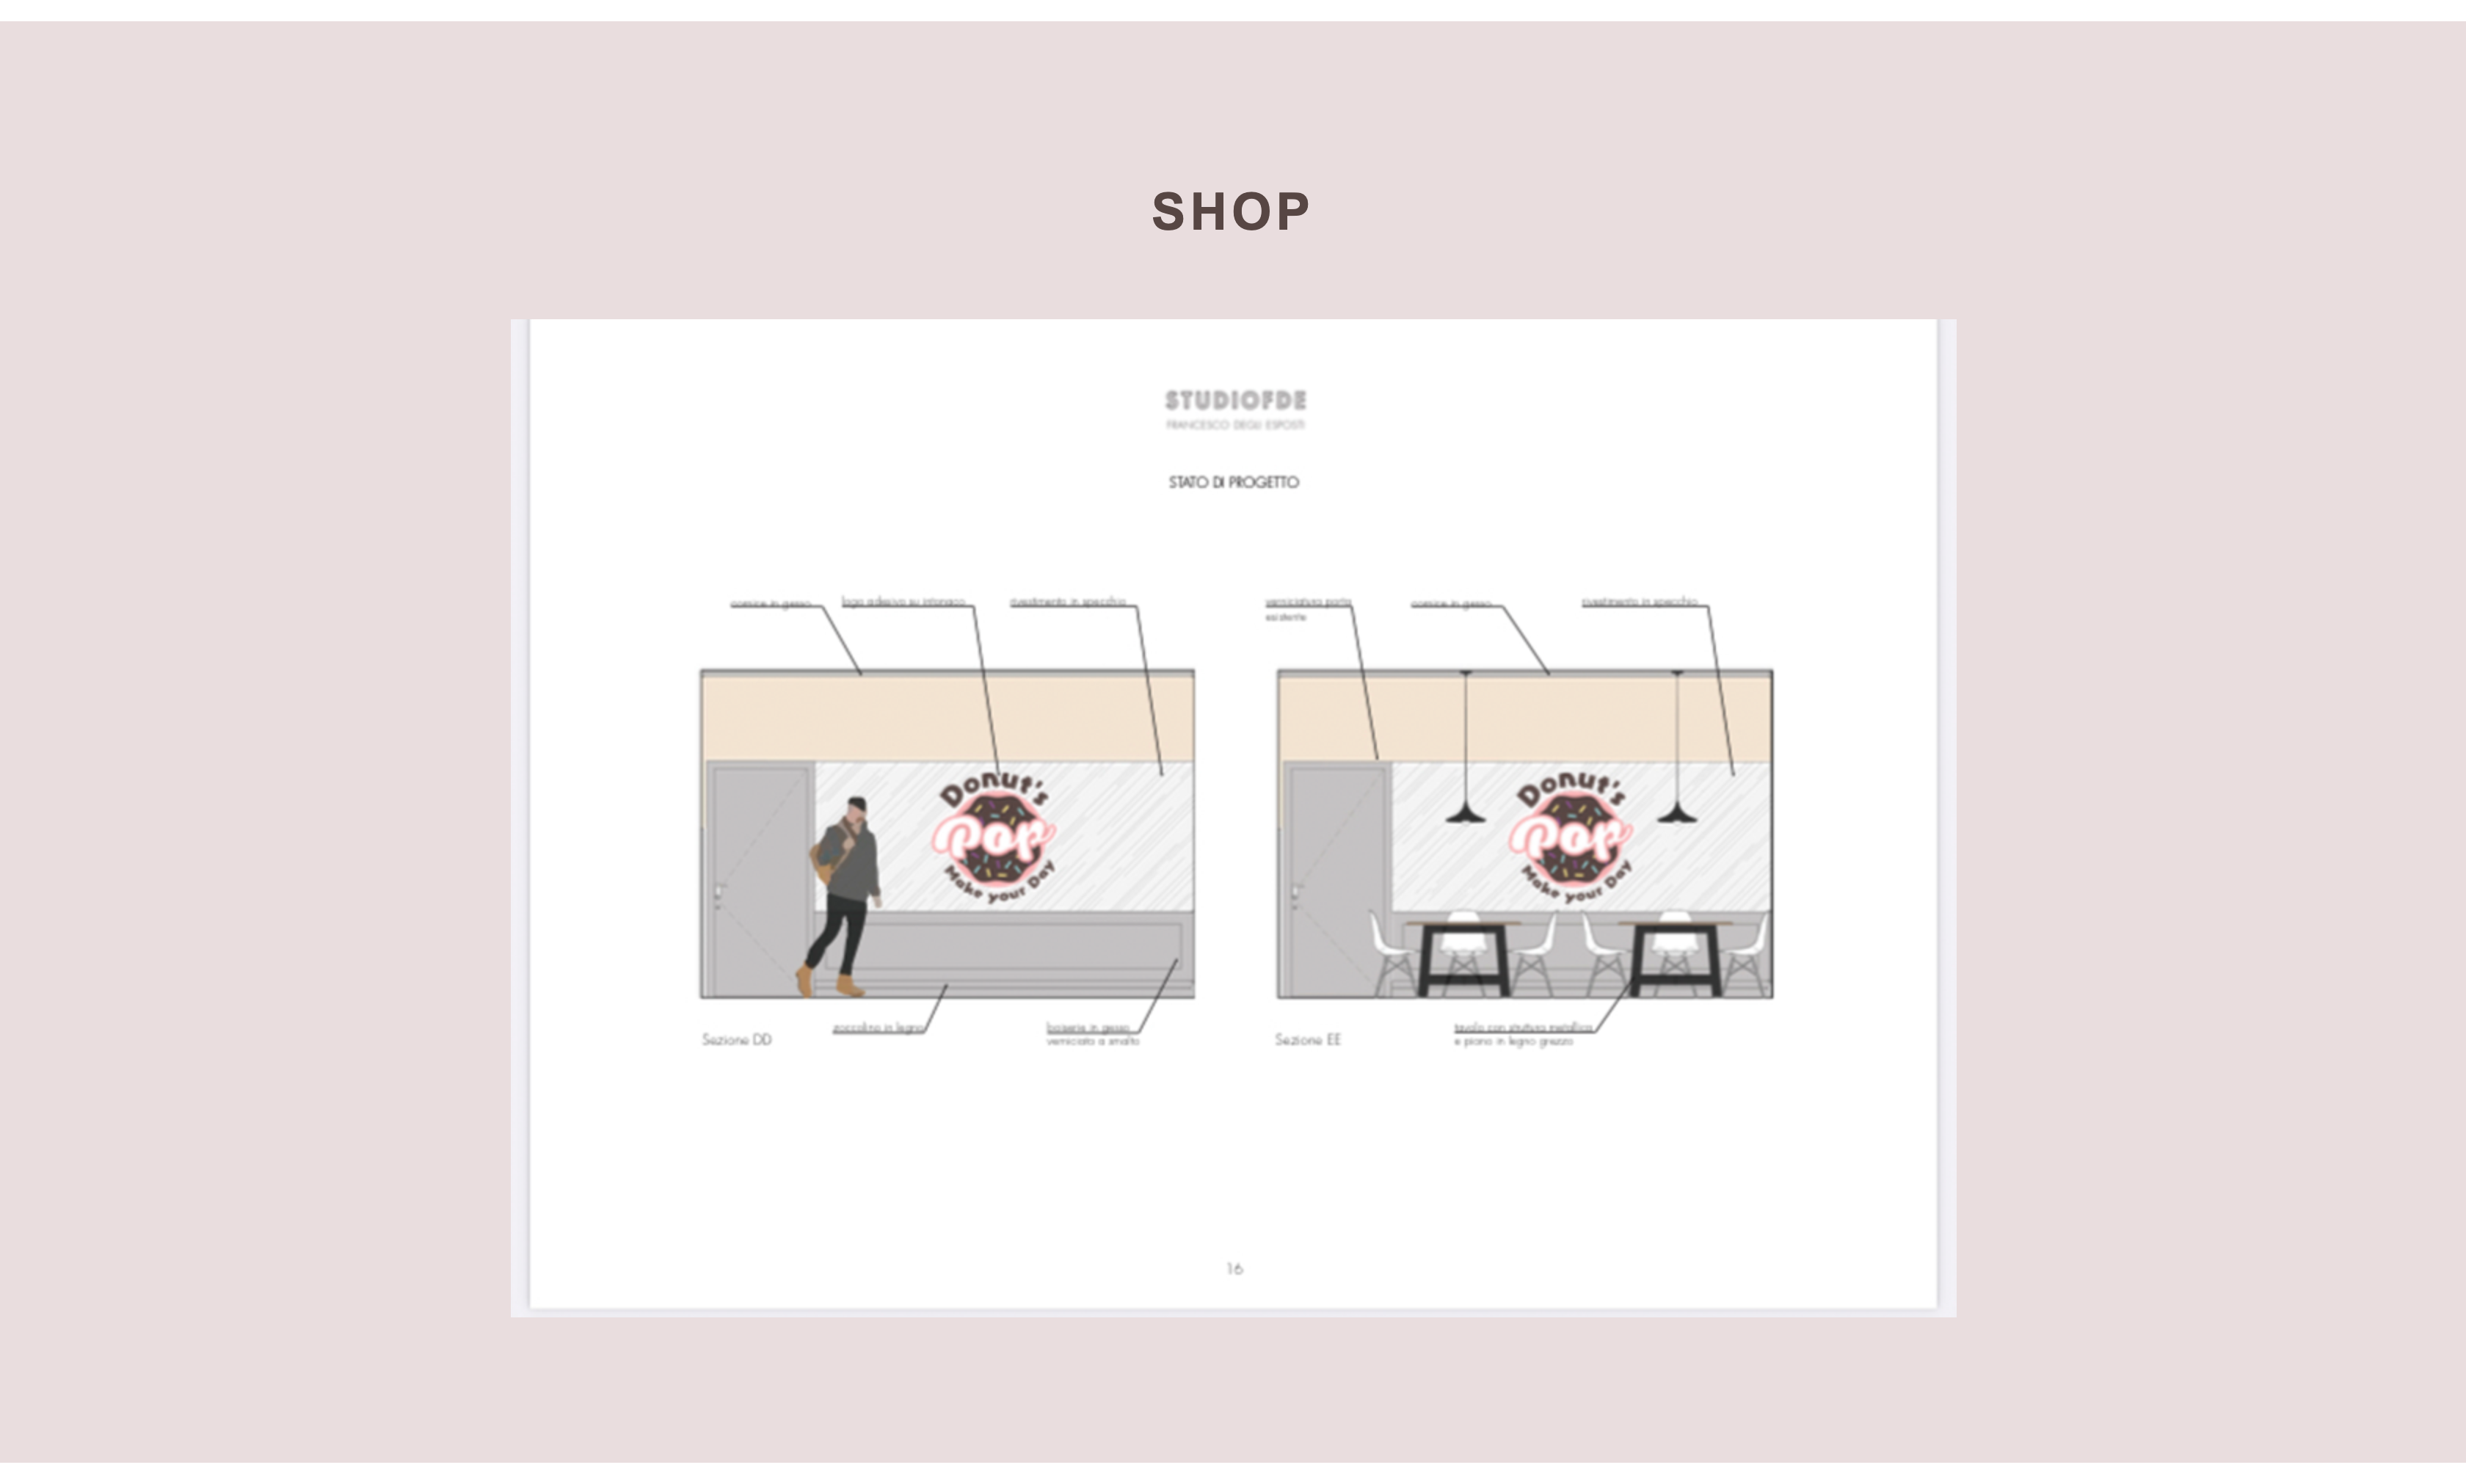 SHOP
STUDIOFDE
FRANCESCO DEGLI ESPOSTI
STATO DI PROGETTO
cornice in gesso
logo adesivo su intonaco
rivestimento in specchio
verniciatura porta
esistente
cornice in gesso
rivestimento in specchio
Donut's
Pop
Make your Day
Donut's
Pop
Make your Day
Sezione DD
zoccolino in legno
boiserie in gesso
verniciato a smalto
Sezione EE
tavolo con struttura metallica
e piano in legno grezzo
16